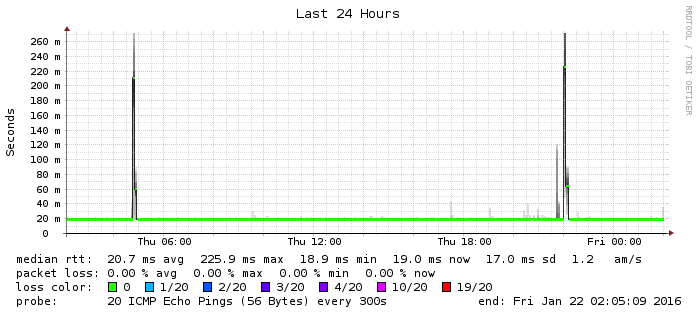 Last 24 Hours
RRDTOOL / TOBI OETIKER
Seconds
260 m
240 m
220 m
200 m
180 m
160 m
140 m
120 m
100 m
80 m
60 m
40 m
20 m
0
Thu 06:00 Thu 12:00 Thu 18:00 Fri 00:00
median rtt: 20.7 ms avg 225.9 ms max 18.9 ms min 19.0 ms now 17.0 ms sd 1.2 am/s
packet loss: 0.00 % avg 0.00 % max 0.00 % min 0.00 % now
loss color: 0 1/20 2/20 3/20 4/20 10/20 19/20
probe: 20 ICMP Echo Pings (56 Bytes) every 300s end: Fri Jan 22 02:05:09 2016